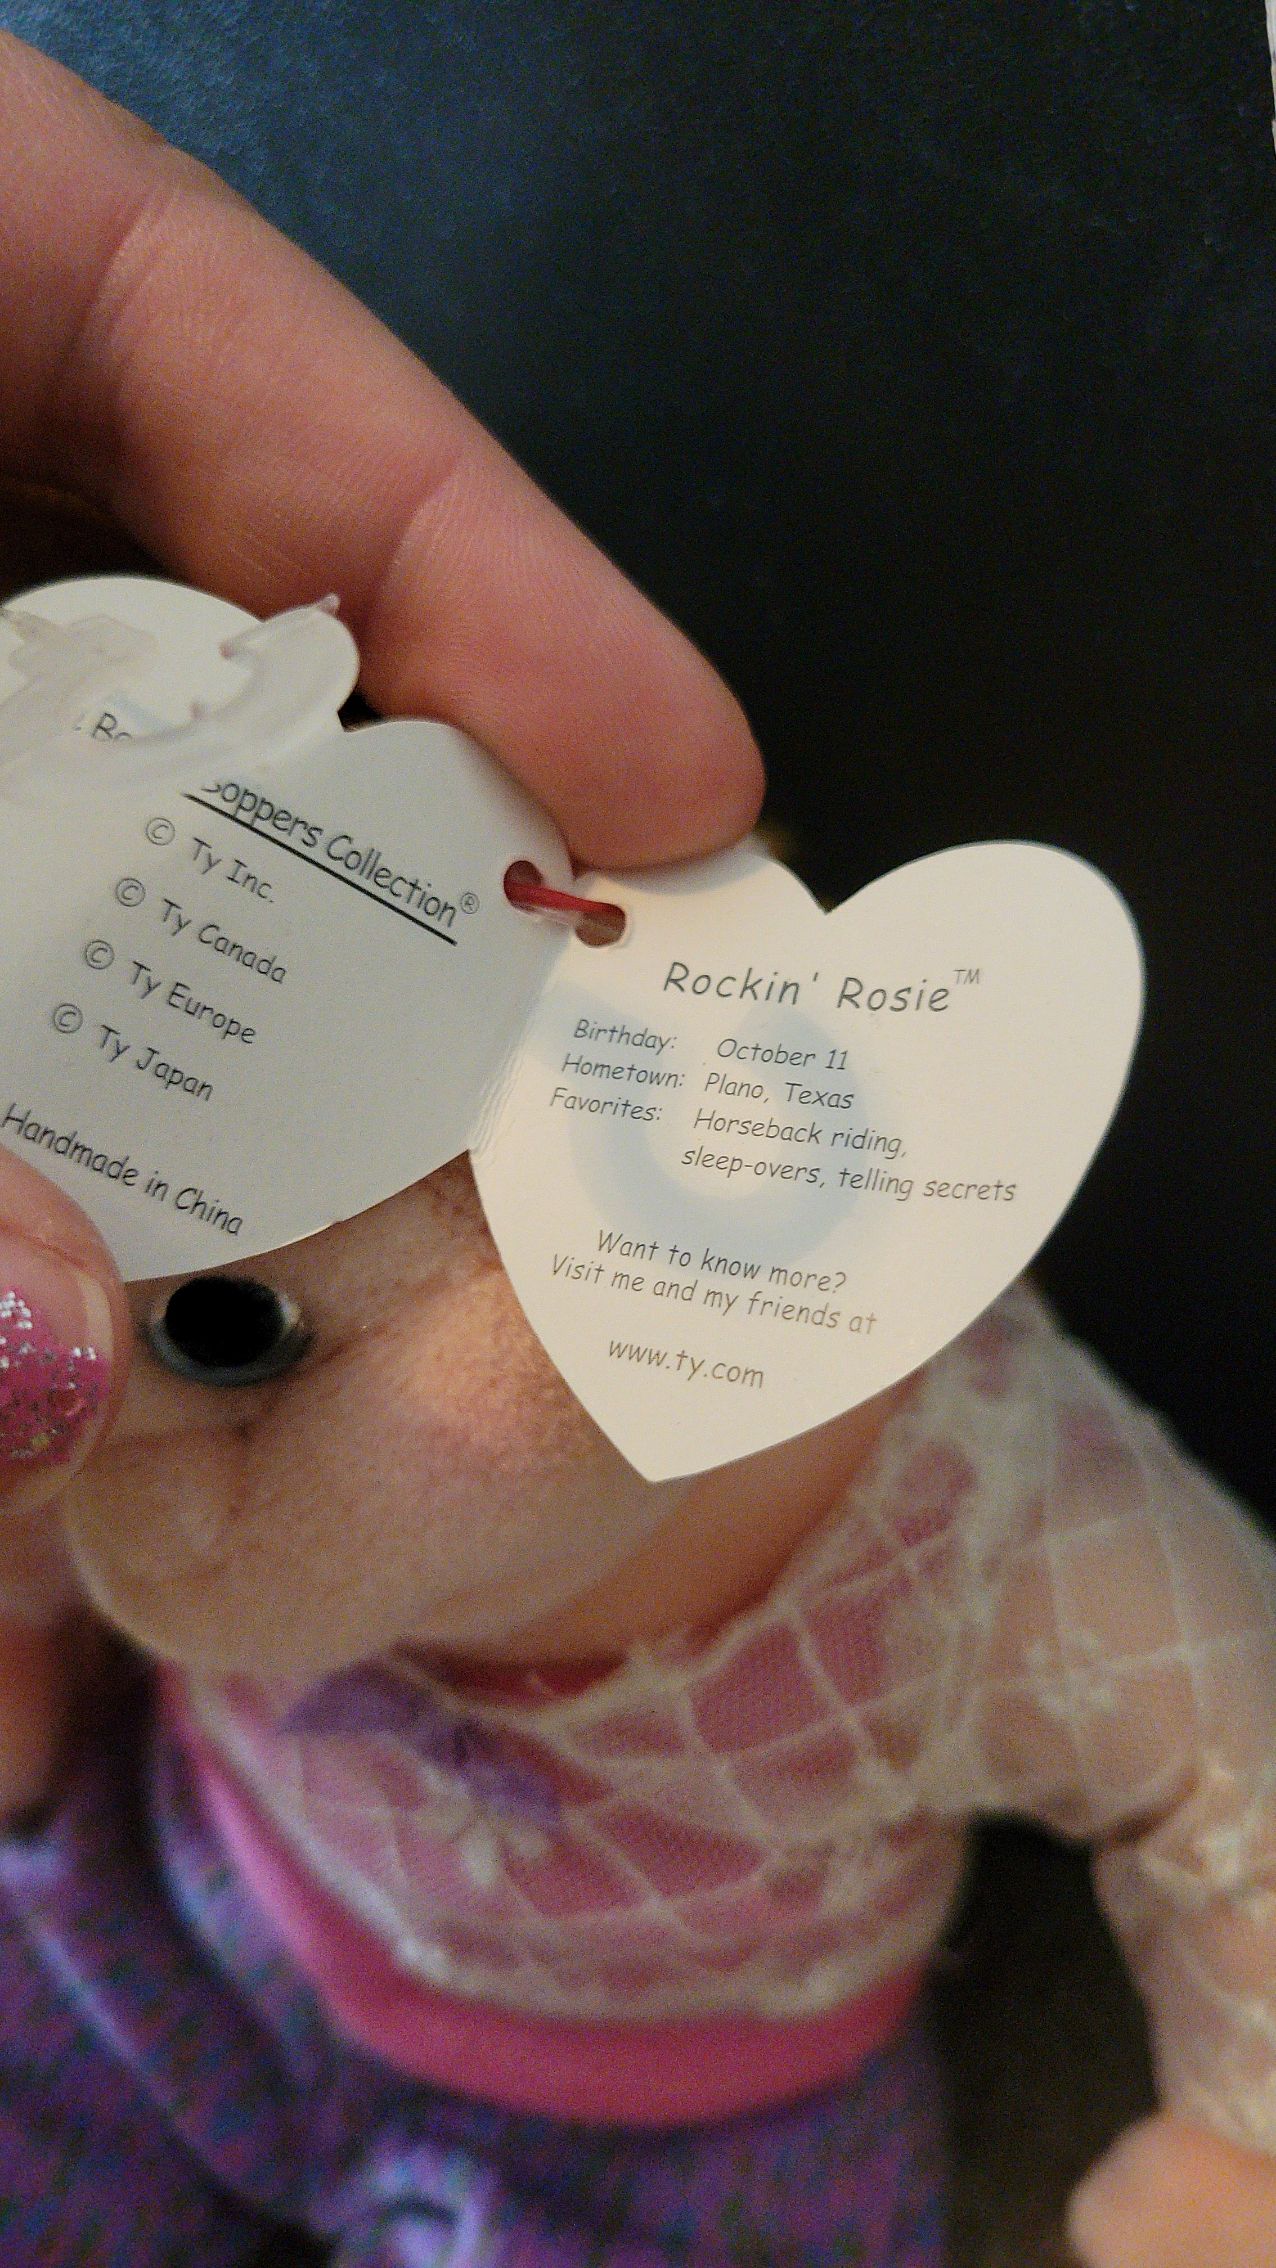 Collection®
© Ty Inc.
© Ty Canada
© Ty Europe
© Ty Japan
Handmade in China
Rockin' Rosie™
Birthday: October 11
Hometown: Plano, Texas
Favorites: Horseback riding,
sleep-overs, telling secrets
Want to know more?
Visit me and my friends at
www.ty.com